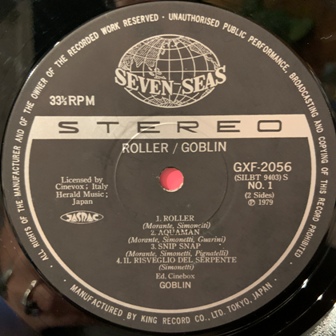 ALL RIGHTS OF THE MANUFACTURER AND OF THE OWNER OF THE RECORDED WORK RESERVED · UNAUTHORISED PUBLIC PERFORMANCE, BROADCASTING AND COPYING OF THIS RECORD PROHIBITED
SEVEN-SEAS
33⅓RPM
STEREO
ROLLER / GOBLIN
Licensed by
Cinevox; Italy
Herald Music;
Japan
GXF-2056
(SILBT 9403) S
NO. 1
(2 Sides)
℗ 1979
JASRAC
1. ROLLER
(Morante, Simonetti)
2. AQUAMAN
(Morante, Simonetti, Guarini)
3. SNIP SNAP
(Morante, Simonetti, Pignatelli)
4. IL RISVEGLIO DEL SERPENTE
(Simonetti)
Ed. Cinebox
GOBLIN
MANUFACTURED BY KING RECORD CO., LTD. TOKYO, JAPAN